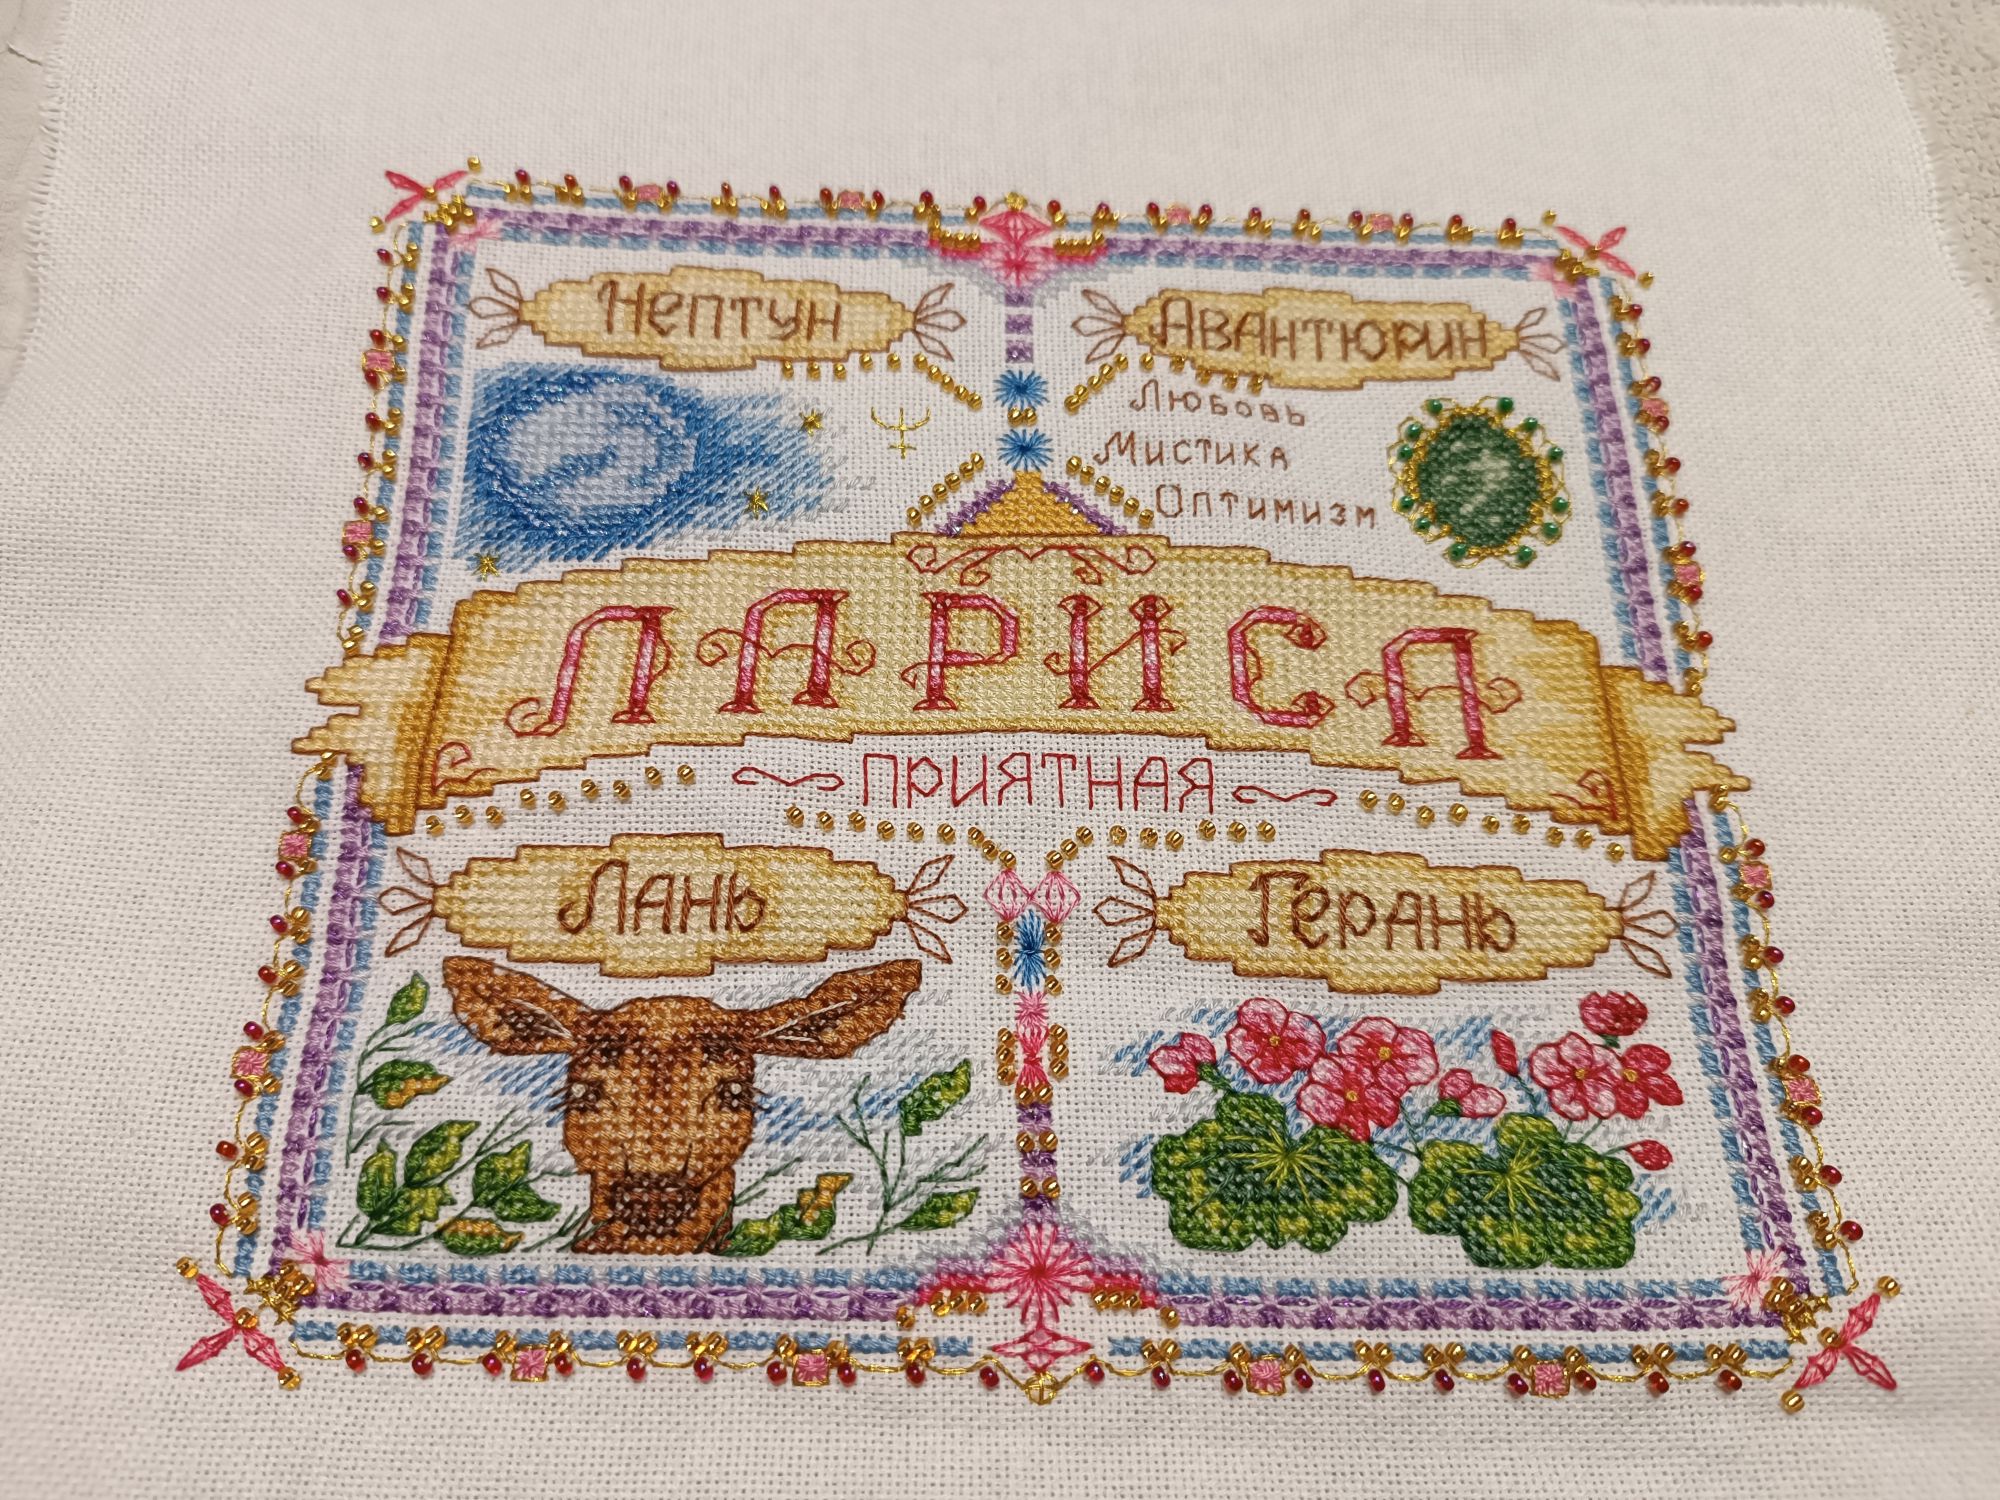 Нептун
Авантюрин
Любовь
Мистика
Оптимизм
ЛАРИСА
ПРИЯТНАЯ
Лань
Герань